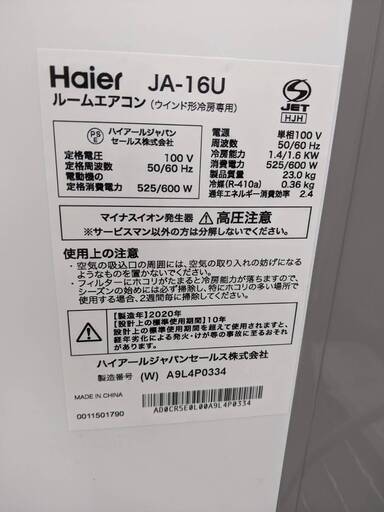 Haier JA-16U
ルームエアコン（ウインド形冷房専用）
S
JET
HJH
PS
E
ハイアールジャパン
セールス株式会社
定格電圧 100 V
定格周波数 50/60 Hz
電動機の
定格消費電力 525/600 W
電源 単相100 V
周波数 50/60 Hz
冷房能力 1.4/1.6 KW
消費電力 525/600 W
製品質量 23.0 kg
冷媒(R-410a) 0.36 kg
通年エネルギー消費効率 2.4
マイナスイオン発生器 高圧注意
※サービスマン以外の方は分解しないでください。
使用上の注意
・空気の吸込口の周囲には、空気の取り入れの妨げになるようなものを置かないでください。
・フィルターにホコリがたまると冷房能力が落ちますので、
シーズンの始めには必ず掃除し、特にホコリの多い場所で
使用する場合、2週間毎に掃除してください。
【製造年】2020年
【設計上の標準使用期間】10年
設計上の標準使用期間を超えて使用されますと、
経年劣化による発火・けが等の事故に至るおそれ
があります。
ハイアールジャパンセールス株式会社
製造番号 (W) A9L4P0334
MADE IN CHINA
0011501790
AD0CR5E0L00A9L4P0334